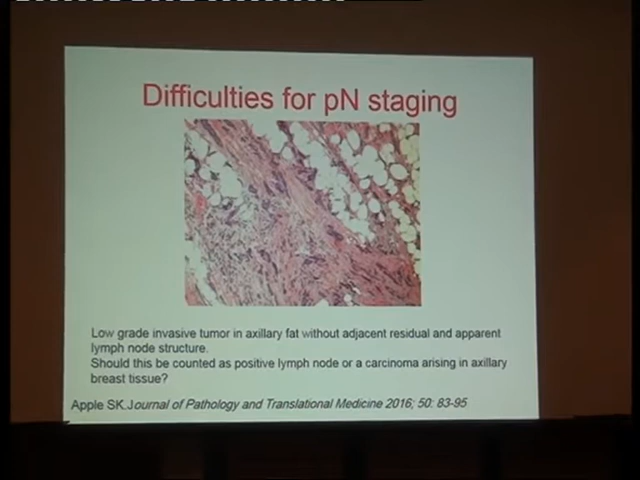 Difficulties for pN staging
Low grade invasive tumor in axillary fat without adjacent residual and apparent
lymph node structure.
Should this be counted as positive lymph node or a carcinoma arising in axillary
breast tissue?
Apple SK.Journal of Pathology and Translational Medicine 2016; 50: 83-95